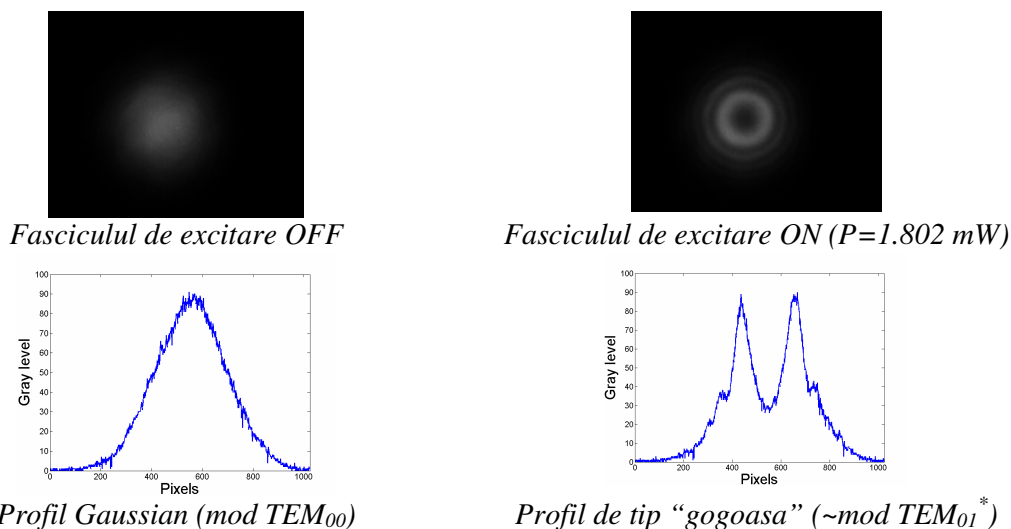 Fasciculul de excitare OFF
Fasciculul de excitare ON (P=1.802 mW)
100
90
80
70
60
50
40
30
20
10
0
0 200 400 600 800 1000
Gray level
Pixels
100
90
80
70
60
50
40
30
20
10
0
0 200 400 600 800 1000
Gray level
Pixels
Profil Gaussian (mod TEM00)
Profil de tip “gogoasa” (~mod TEM01*)